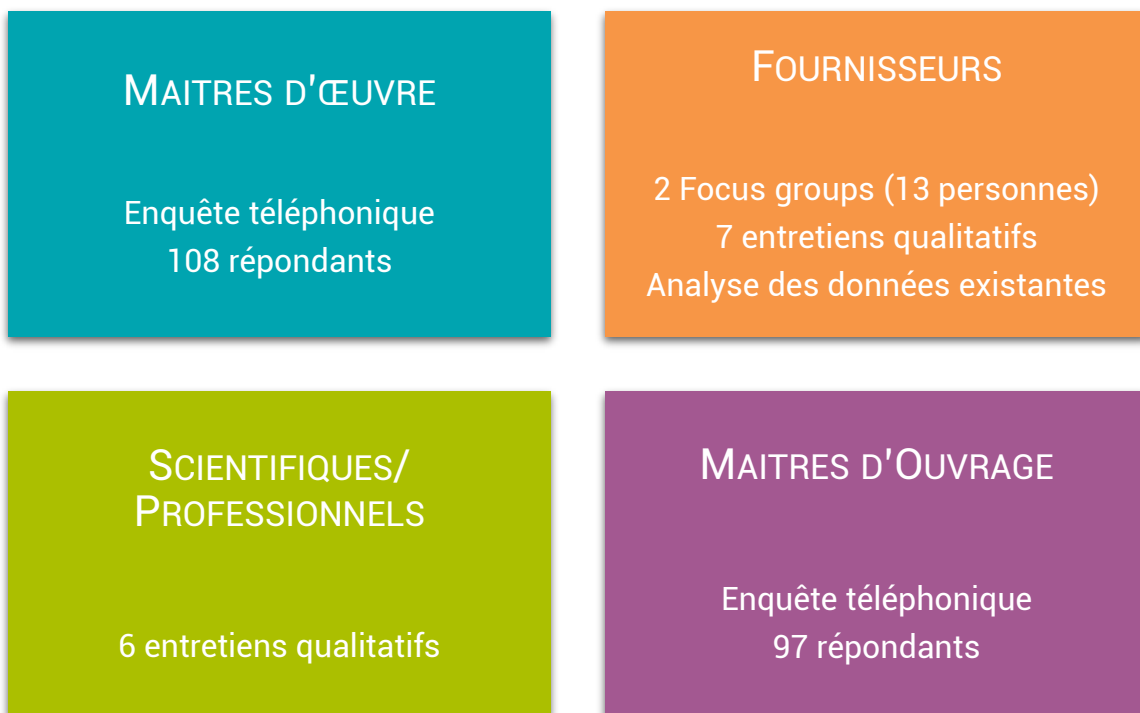 MAITRES D'ŒUVRE
Enquête téléphonique
108 répondants
FOURNISSEURS
2 Focus groups (13 personnes)
7 entretiens qualitatifs
Analyse des données existantes
SCIENTIFIQUES/
PROFESSIONNELS
6 entretiens qualitatifs
MAITRES D'OUVRAGE
Enquête téléphonique
97 répondants